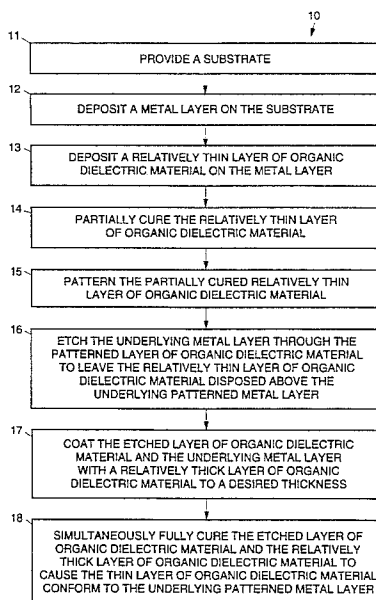 10
11
PROVIDE A SUBSTRATE
12
DEPOSIT A METAL LAYER ON THE SUBSTRATE
13
DEPOSIT A RELATIVELY THIN LAYER OF ORGANIC
DIELECTRIC MATERIAL ON THE METAL LAYER
14
PARTIALLY CURE THE RELATIVELY THIN LAYER
OF ORGANIC DIELECTRIC MATERIAL
15
PATTERN THE PARTIALLY CURED RELATIVELY THIN
LAYER OF ORGANIC DIELECTRIC MATERIAL
16
ETCH THE UNDERLYING METAL LAYER THROUGH THE
PATTERNED LAYER OF ORGANIC DIELECTRIC MATERIAL
TO LEAVE THE RELATIVELY THIN LAYER OF ORGANIC
DIELECTRIC MATERIAL DISPOSED ABOVE THE
UNDERLYING PATTERNED METAL LAYER
17
COAT THE ETCHED LAYER OF ORGANIC DIELECTRIC
MATERIAL AND THE UNDERLYING METAL LAYER
WITH A RELATIVELY THICK LAYER OF ORGANIC
DIELECTRIC MATERIAL TO A DESIRED THICKNESS
18
SIMULTANEOUSLY FULLY CURE THE ETCHED LAYER OF
ORGANIC DIELECTRIC MATERIAL AND THE RELATIVELY
THICK LAYER OF ORGANIC DIELECTRIC MATERIAL TO
CAUSE THE THIN LAYER OF ORGANIC DIELECTRIC MATERIAL
CONFORM TO THE UNDERLYING PATTERNED METAL LAYER